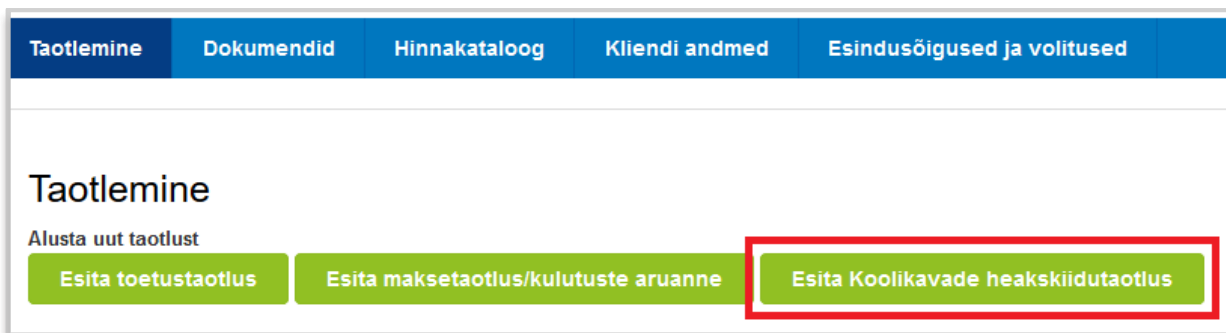 Taotlemine Dokumendid Hinnakataloog Kliendi andmed Esindusõigused ja volitused
Taotlemine
Alusta uut taotlust
Esita toetustaotlus Esita maksetaotlus/kulutuste aruanne Esita Koolikavade heakskiidutaotlus